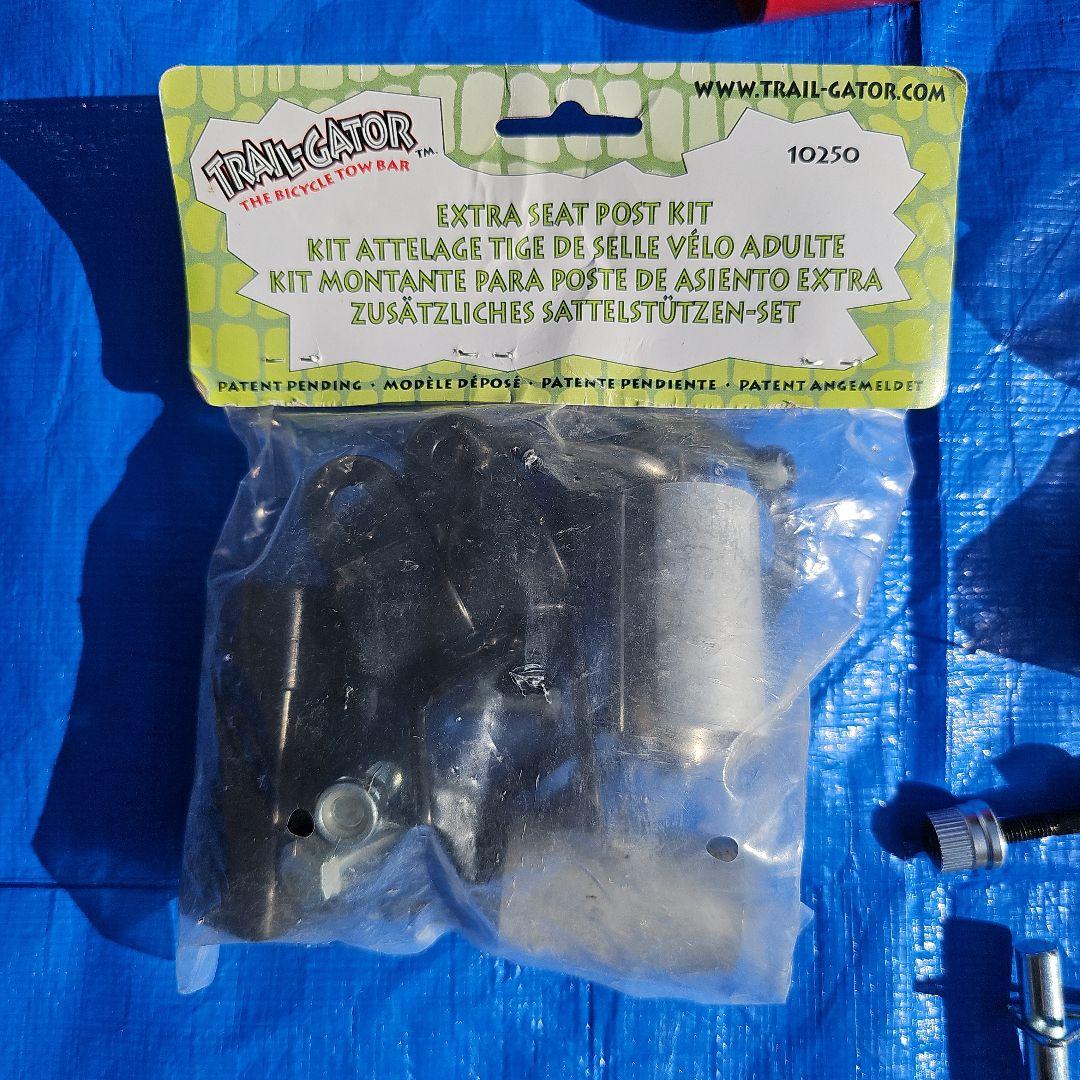 WWW.TRAIL-GATOR.COM
TRAIL-GATOR™
THE BICYCLE TOW BAR
10250
EXTRA SEAT POST KIT
KIT ATTELAGE TIGE DE SELLE VÉLO ADULTE
KIT MONTANTE PARA POSTE DE ASIENTO EXTRA
ZUSÄTZLICHES SATTELSTÜTZEN-SET
PATENT PENDING · MODÈLE DÉPOSÉ · PATENTE PENDIENTE · PATENT ANGEMELDET